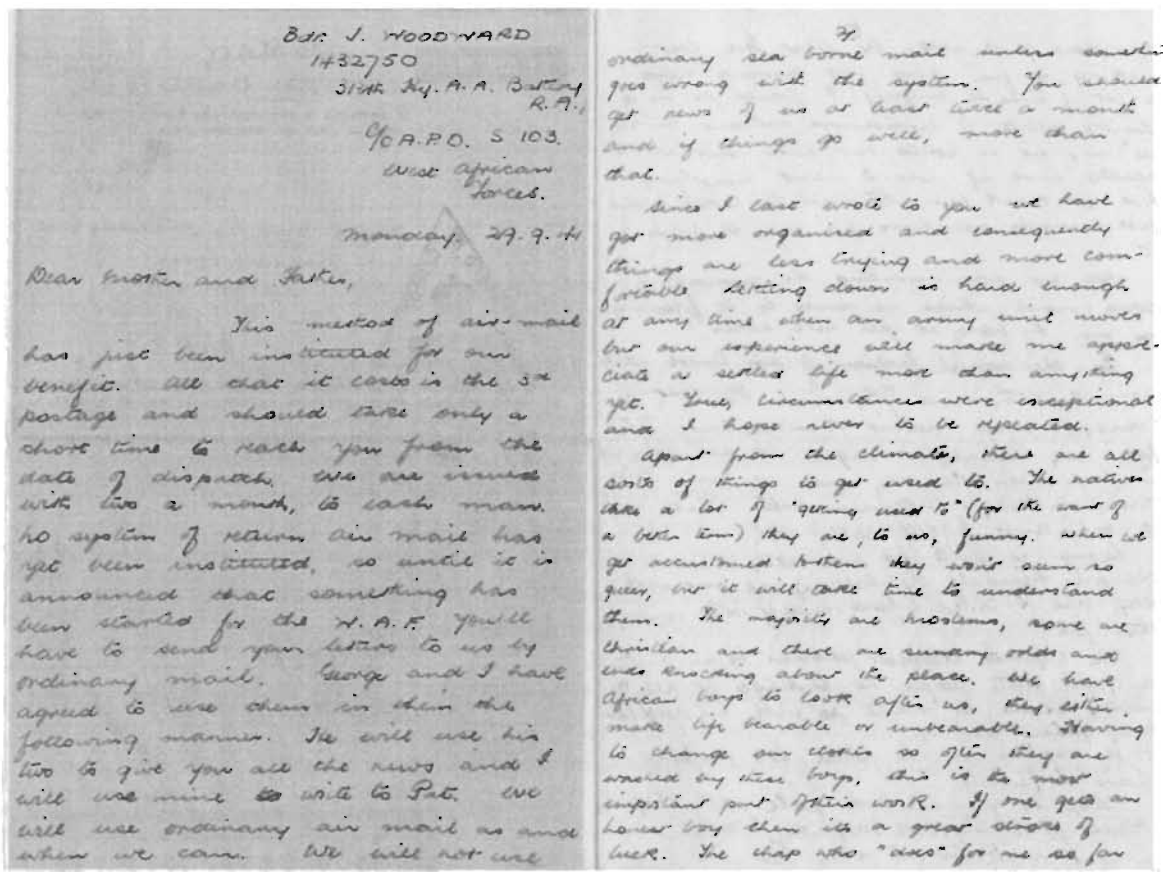 Bdr. J. WOODWARD
1432750
Hy. A.A. Battery
R.A.,
c/o A.P.O. S 103.
West African
Forces.
Monday. 29.9.41
Dear Mother and Father,
This method of air-mail
has just been instituted for our
benefit. All that it costs is the 3d
postage and should take only a
short time to reach you from the
date of dispatch. We are issued
with two a month, to each man.
No system of return air mail has
yet been instituted, so until it is
announced that something has
been started for the W.A.F. you'll
have to send your letters to us by
ordinary mail. George and I have
agreed to use them in then the
following manner. He will use his
two to give you all the news and I
will use mine to write to Pat. We
will use ordinary air mail as and
when we can. We will not use
2/
ordinary sea borne mail unless somethin
goes wrong with the system. You should
get news of us at least twice a month
and if things go well, more than
that.
Since I last wrote to you we have
got more organised and consequently
things are less trying and more com-
fortable. Settling down is hard enough
at any time when an army unit moves
but our experience will make me appre-
ciate a settled life more than anything
yet. circumstances were exceptional
and I hope never to be repeated.
Apart from the climate, there are all
sorts of things to get used to. The natives
take a lot of "getting used to" (for the want of
a better term) they are, to us, funny. When we
get accustomed to them they won't seem so
queer, but it will take time to understand
them. The majority are Moslems, some are
Christian and there are sundry odds and
ends knocking about the place. We have
African boys to look after us, they either
make life bearable or unbearable. Having
to change our clothes so often they are
washed by these boys, this is the most
important part of their work. If one gets an
honest boy then its a great stroke of
luck. The chap who "does" for me so far